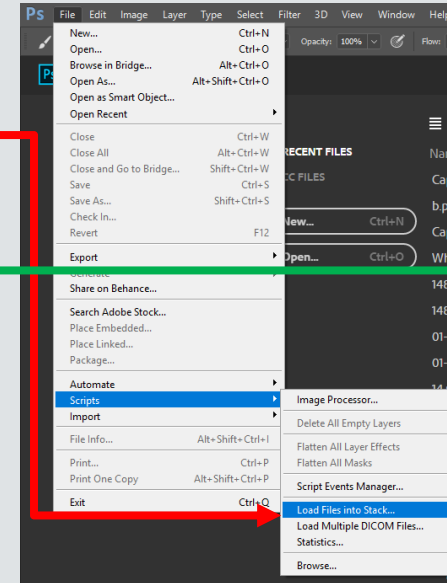 Ps File Edit Image Layer Type Select Filter 3D View Window Help
New... Ctrl+N
Open... Ctrl+O
Browse in Bridge... Alt+Ctrl+O
Open As... Alt+Shift+Ctrl+O
Open as Smart Object...
Open Recent
Close Ctrl+W
Close All Alt+Ctrl+W
Close and Go to Bridge... Shift+Ctrl+W
Save Ctrl+S
Save As... Shift+Ctrl+S
Check In...
Revert F12
Export
Generate
Share on Behance...
Search Adobe Stock...
Place Embedded...
Place Linked...
Package...
Automate
Scripts
Import
File Info... Alt+Shift+Ctrl+I
Print... Ctrl+P
Print One Copy Alt+Shift+Ctrl+P
Exit Ctrl+Q
Image Processor...
Delete All Empty Layers
Flatten All Layer Effects
Flatten All Masks
Script Events Manager...
Load Files into Stack...
Load Multiple DICOM Files...
Statistics...
Browse...
Opacity: 100% Flow:
Ps
RECENT FILES
CC FILES
New... Ctrl+N
Open... Ctrl+O
Na
Ca
b.p
Ca
Wh
148
148
01-
01-